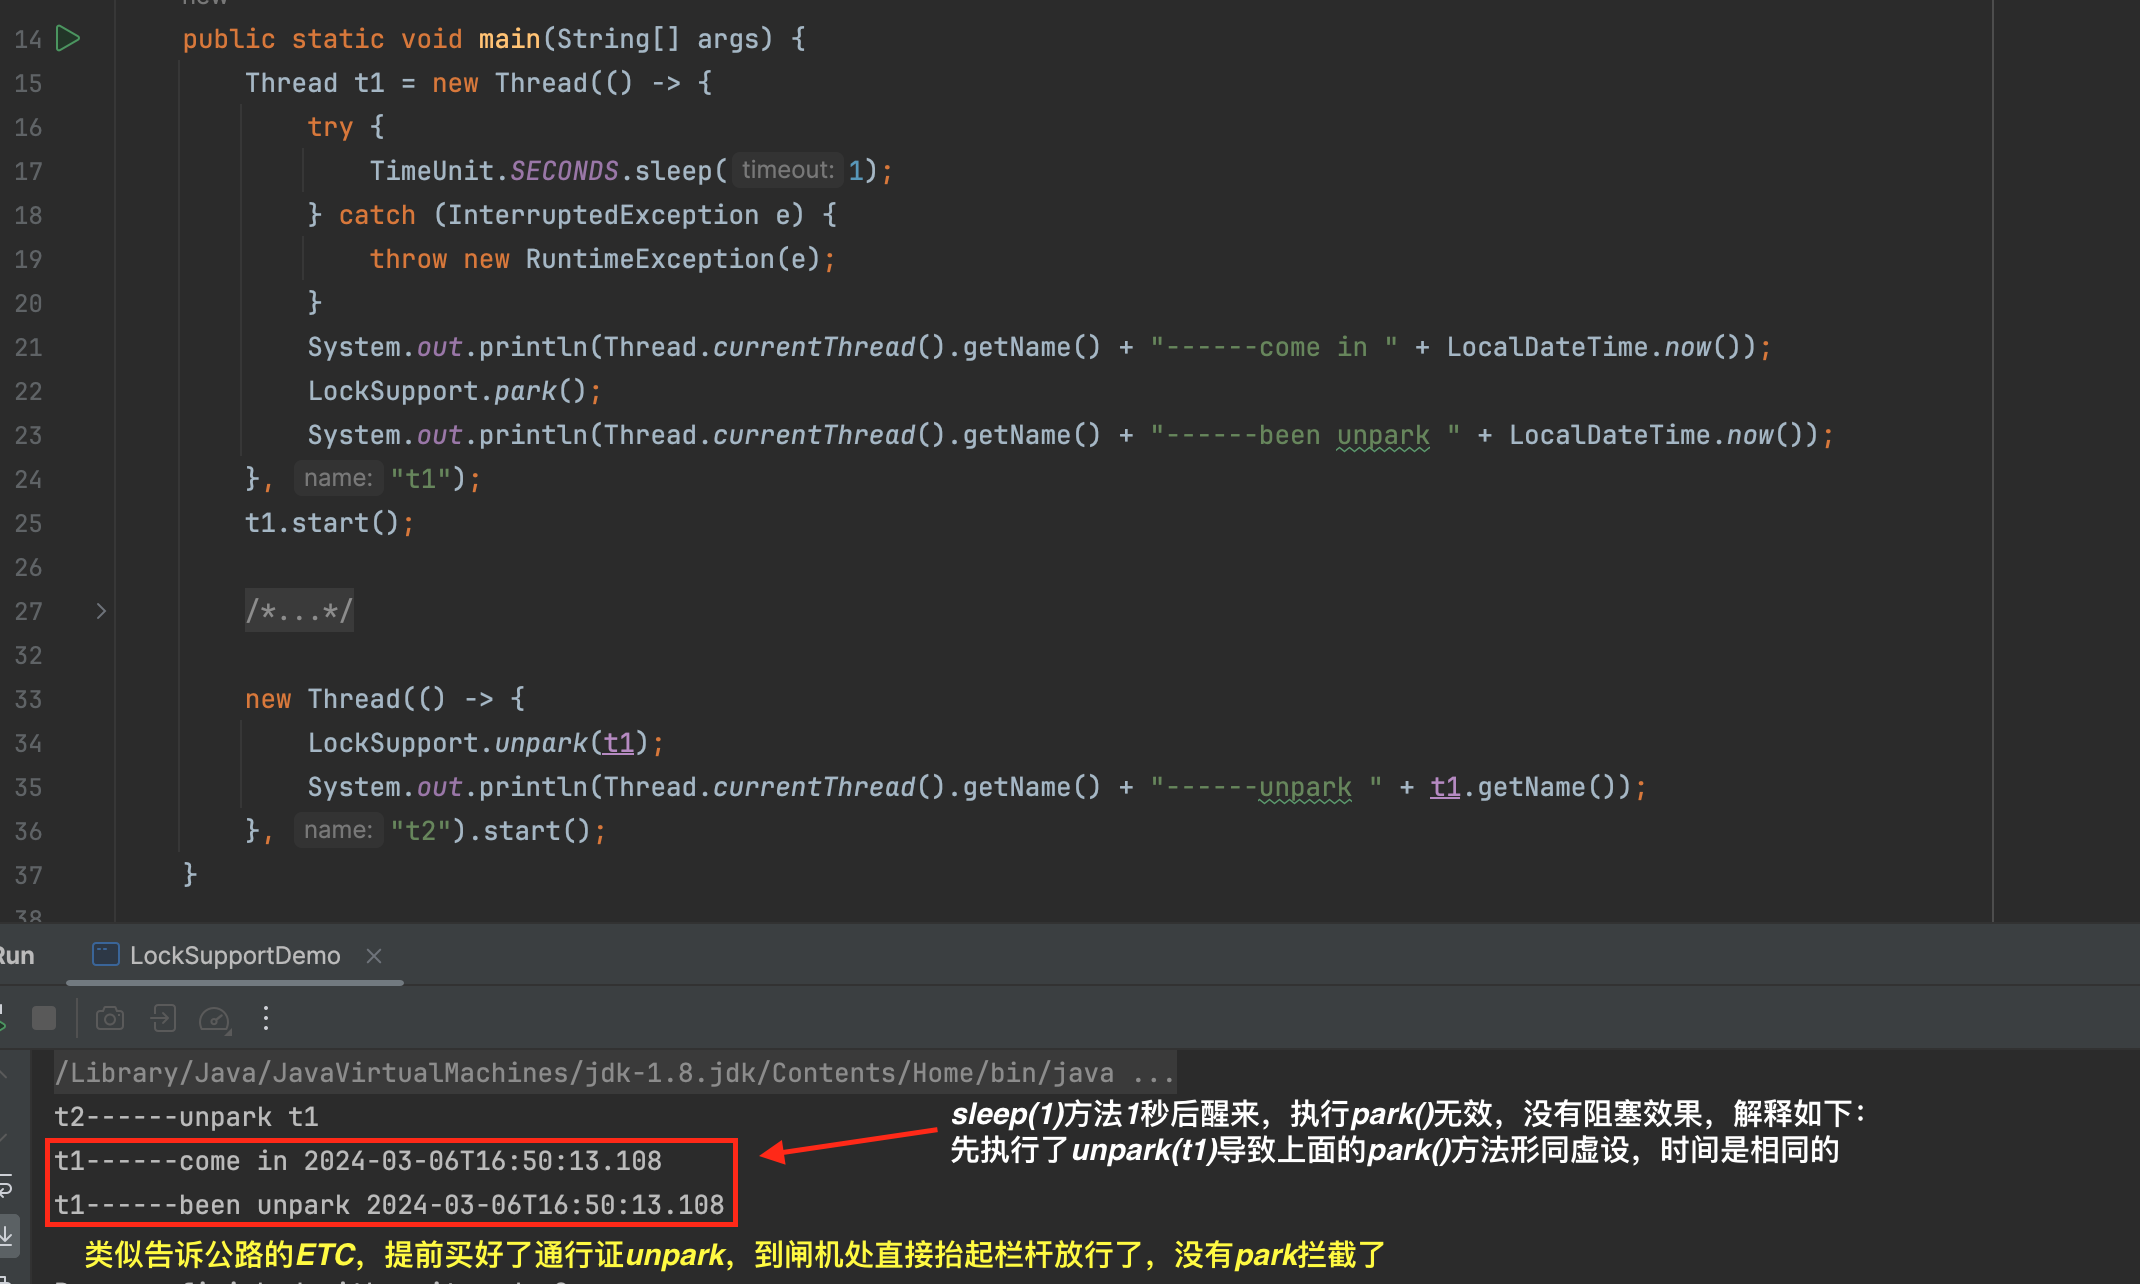 new
14 public static void main(String[] args) {
15 Thread t1 = new Thread(() -> {
16 try {
17 TimeUnit.SECONDS.sleep( timeout: 1);
18 } catch (InterruptedException e) {
19 throw new RuntimeException(e);
20 }
21 System.out.println(Thread.currentThread().getName() + "------come in " + LocalDateTime.now());
22 LockSupport.park();
23 System.out.println(Thread.currentThread().getName() + "------been unpark " + LocalDateTime.now());
24 }, name: "t1");
25 t1.start();
26
27 /*...*/
32
33 new Thread(() -> {
34 LockSupport.unpark(t1);
35 System.out.println(Thread.currentThread().getName() + "------unpark " + t1.getName());
36 }, name: "t2").start();
37 }
38
Run LockSupportDemo
/Library/Java/JavaVirtualMachines/jdk-1.8.jdk/Contents/Home/bin/java ...
t2------unpark t1
t1------come in 2024-03-06T16:50:13.108
t1------been unpark 2024-03-06T16:50:13.108
sleep(1)方法1秒后醒来，执行park()无效，没有阻塞效果，解释如下：
先执行了unpark(t1)导致上面的park()方法形同虚设，时间是相同的
类似告诉公路的ETC，提前买好了通行证unpark，到闸机处直接抬起栏杆放行了，没有park拦截了